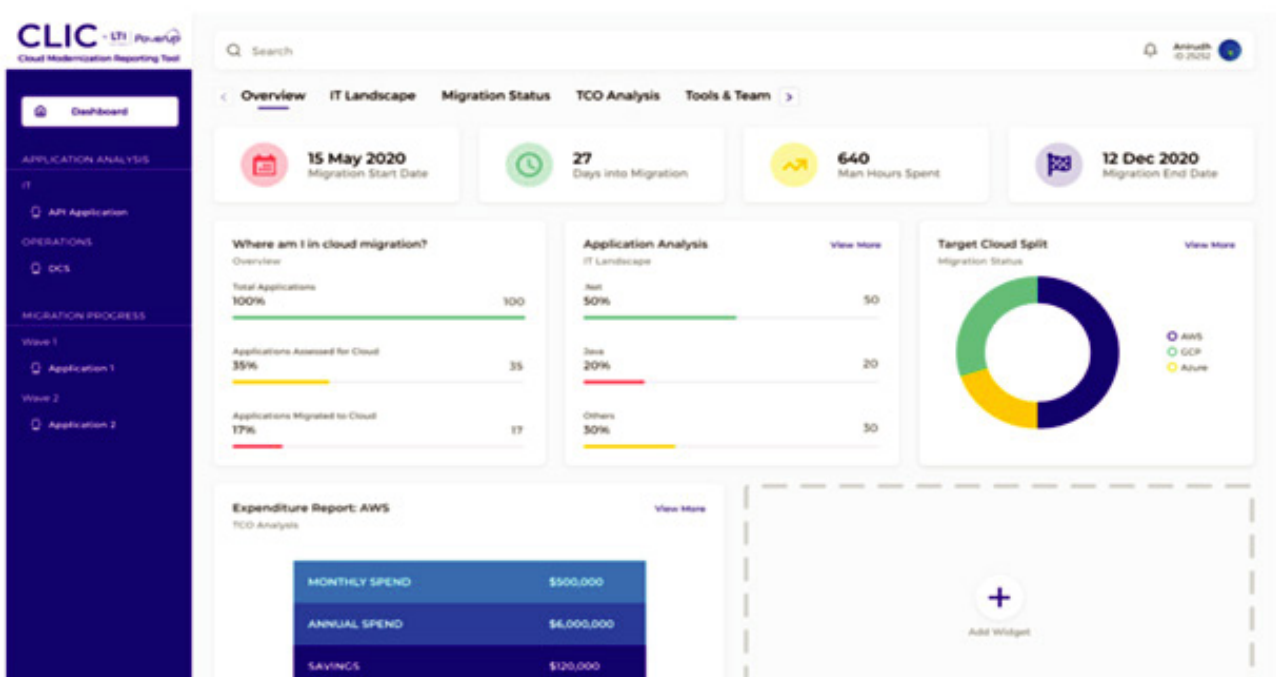 CLIC - LTI Powerup
Cloud Modernization Reporting Tool
Search
Anirudh
ID 25252
Dashboard
Overview
IT Landscape
Migration Status
TCO Analysis
Tools & Team
APPLICATION ANALYSIS
IT
API Application
OPERATIONS
DCS
MIGRATION PROGRESS
Wave 1
Application 1
Wave 2
Application 2
15 May 2020
Migration Start Date
27
Days into Migration
640
Man Hours Spent
12 Dec 2020
Migration End Date
Where am I in cloud migration?
Overview
Total Applications
100% 100
Applications Assessed for Cloud
35% 35
Applications Migrated to Cloud
17% 17
Application Analysis View More
IT Landscape
.Net
50% 50
Java
20% 20
Others
30% 30
Target Cloud Split View More
Migration Status
AWS
GCP
Azure
Expenditure Report: AWS View More
TCO Analysis
MONTHLY SPEND $500,000
ANNUAL SPEND $6,000,000
SAVINGS $120,000
Add Widget